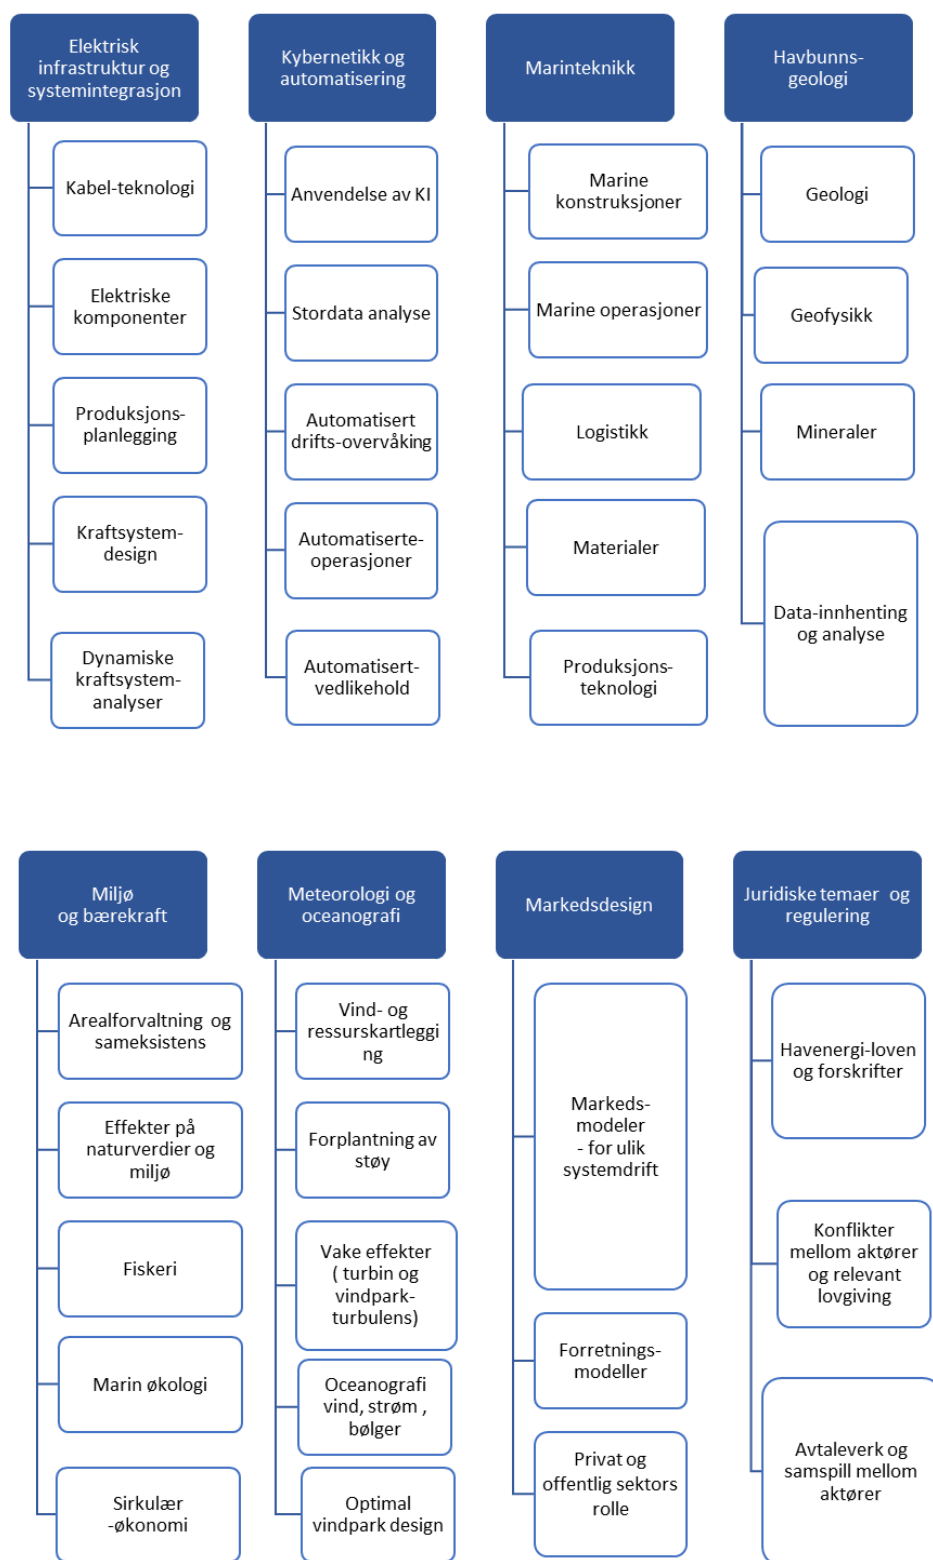 Elektrisk
infrastruktur og
systemintegrasjon
Kabel-teknologi
Elektriske
komponenter
Produksjons-
planlegging
Kraftsystem-
design
Dynamiske
kraftsystem-
analyser
Kybernetikk og
automatisering
Anvendelse av KI
Stordata analyse
Automatisert
drifts-overvåking
Automatiserte-
operasjoner
Automatisert-
vedlikehold
Marinteknikk
Marine
konstruksjoner
Marine operasjoner
Logistikk
Materialer
Produksjons-
teknologi
Havbunns-
geologi
Geologi
Geofysikk
Mineraler
Data-innhenting
og analyse
Miljø
og bærekraft
Arealforvaltning og
sameksistens
Effekter på
naturverdier og
miljø
Fiskeri
Marin økologi
Sirkulær
-økonomi
Meteorologi og
oceanografi
Vind- og
ressurskartleggi
ng
Forplantning av
støy
Vake effekter
( turbin og
vindpark-
turbulens)
Oceanografi
vind, strøm ,
bølger
Optimal
vindpark design
Markedsdesign
Markeds-
modeler
- for ulik
systemdrift
Forretnings-
modeller
Privat og
offentlig sektors
rolle
Juridiske temaer og
regulering
Havenergi-loven
og forskrifter
Konflikter
mellom aktører
og relevant
lovgiving
Avtaleverk og
samspill mellom
aktører